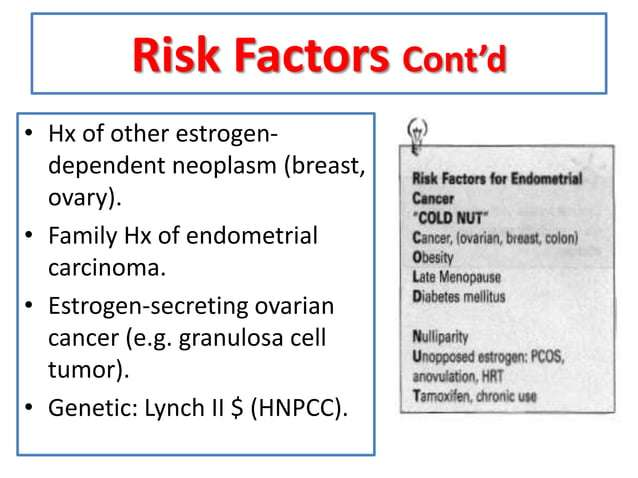 Risk Factors Cont'd
• Hx of other estrogen-
dependent neoplasm (breast,
ovary).
• Family Hx of endometrial
carcinoma.
• Estrogen-secreting ovarian
cancer (e.g. granulosa cell
tumor).
• Genetic: Lynch II $ (HNPCC).
Risk Factors for Endometrial
Cancer
"COLD NUT"
Cancer, (ovarian, breast, colon)
Obesity
Late Menopause
Diabetes mellitus
Nulliparity
Unopposed estrogen: PCOS,
anovulation, HRT
Tamoxifen, chronic use